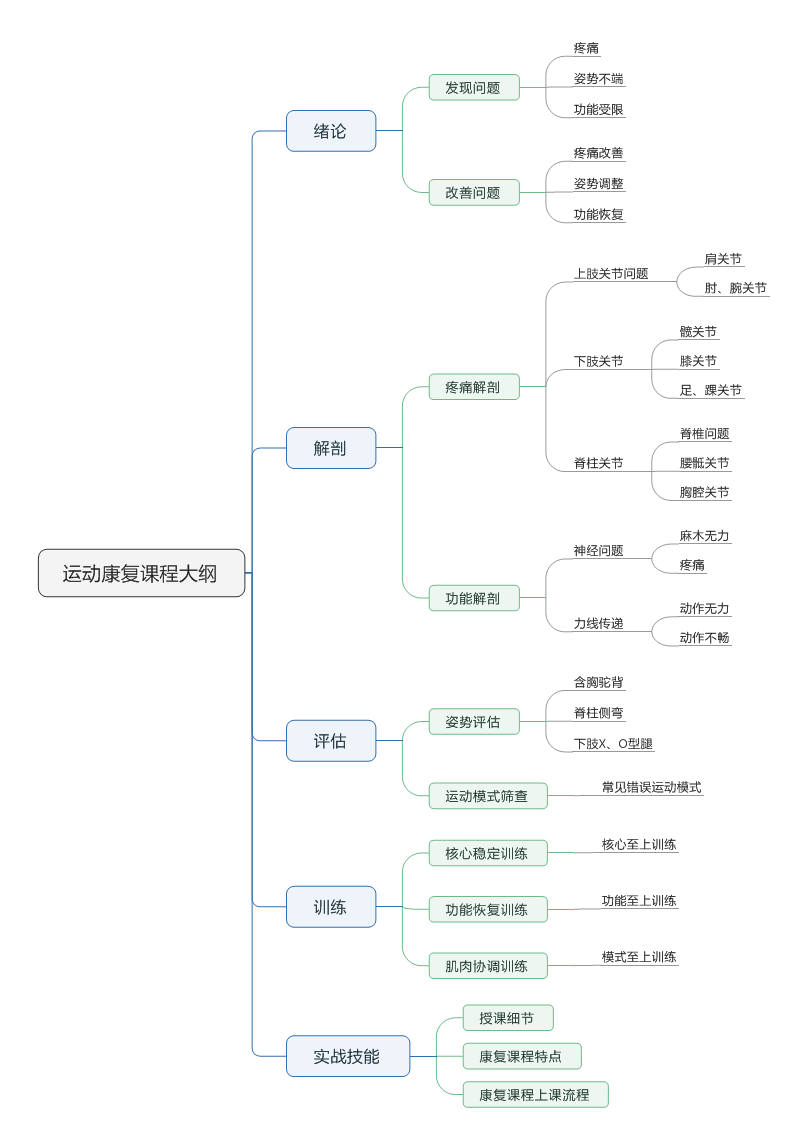 运动康复课程大纲
绪论
发现问题
疼痛
姿势不端
功能受限
改善问题
疼痛改善
姿势调整
功能恢复
解剖
疼痛解剖
上肢关节问题
肩关节
肘、腕关节
下肢关节
髋关节
膝关节
足、踝关节
脊柱关节
脊椎问题
腰骶关节
胸腔关节
功能解剖
神经问题
麻木无力
疼痛
力线传递
动作无力
动作不畅
评估
姿势评估
含胸驼背
脊柱侧弯
下肢X、O型腿
运动模式筛查
常见错误运动模式
训练
核心稳定训练
核心至上训练
功能恢复训练
功能至上训练
肌肉协调训练
模式至上训练
实战技能
授课细节
康复课程特点
康复课程上课流程